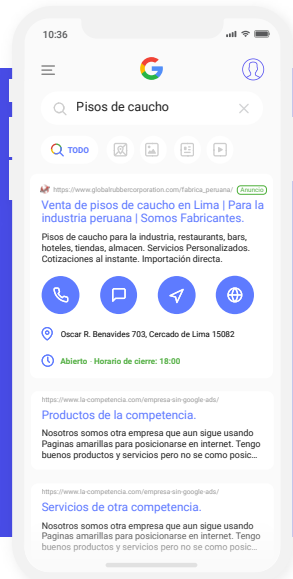 10:36
Pisos de caucho
TODO
https://www.globalrubbercorporation.com/fabrica_peruana/ Anuncio
Venta de pisos de caucho en Lima | Para la
industria peruana | Somos Fabricantes.
Pisos de caucho para la industria, restaurants, bars,
hoteles, tiendas, almacen. Servicios Personalizados.
Cotizaciones al instante. Importación directa.
Oscar R. Benavides 703, Cercado de Lima 15082
Abierto · Horario de cierre: 18:00
https://www.la-competencia.com/empresa-sin-google-ads/
Productos de la competencia.
Nosotros somos otra empresa que aun sigue usando
Paginas amarillas para posicionarse en internet. Tengo
buenos productos y servicios pero no se como posic...
https://www.la-competencia.com/empresa-sin-google-ads/
Servicios de otra competencia.
Nosotros somos otra empresa que aun sigue usando
Paginas amarillas para posicionarse en internet. Tengo
buenos productos y servicios pero no se como posic...